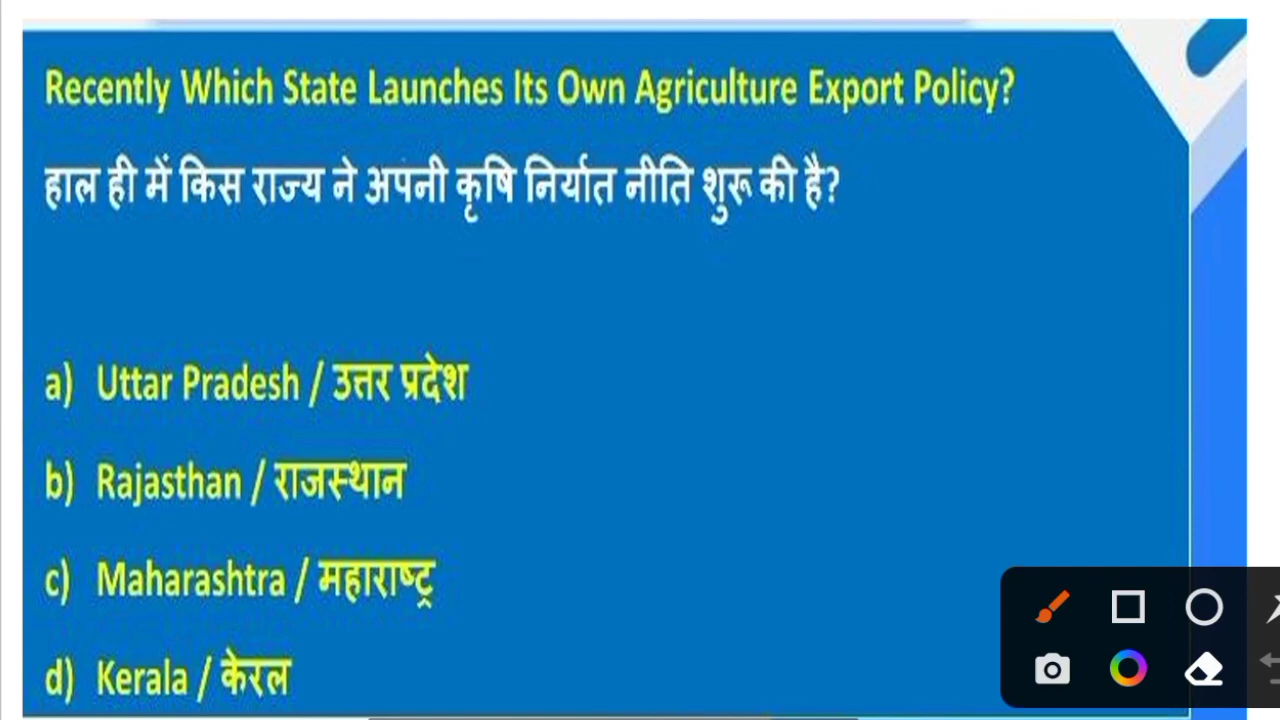 Recently Which State Launches Its Own Agriculture Export Policy?
हाल ही में किस राज्य ने अपनी कृषि निर्यात नीति शुरू की है?
a) Uttar Pradesh / उत्तर प्रदेश
b) Rajasthan / राजस्थान
c) Maharashtra / महाराष्ट्र
d) Kerala / केरल